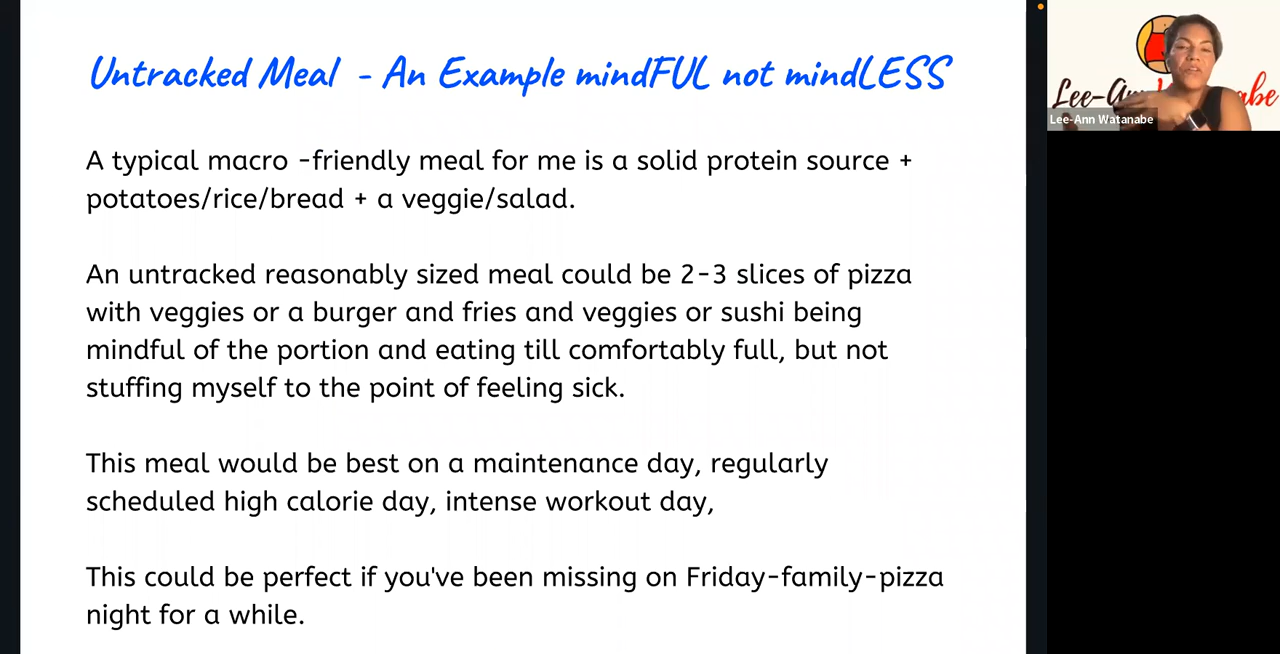 Untracked Meal - An Example mindFUL not mindLESS
A typical macro -friendly meal for me is a solid protein source +
potatoes/rice/bread + a veggie/salad.
An untracked reasonably sized meal could be 2-3 slices of pizza
with veggies or a burger and fries and veggies or sushi being
mindful of the portion and eating till comfortably full, but not
stuffing myself to the point of feeling sick.
This meal would be best on a maintenance day, regularly
scheduled high calorie day, intense workout day,
This could be perfect if you've been missing on Friday-family-pizza
night for a while.
Lee-Ann Watanabe